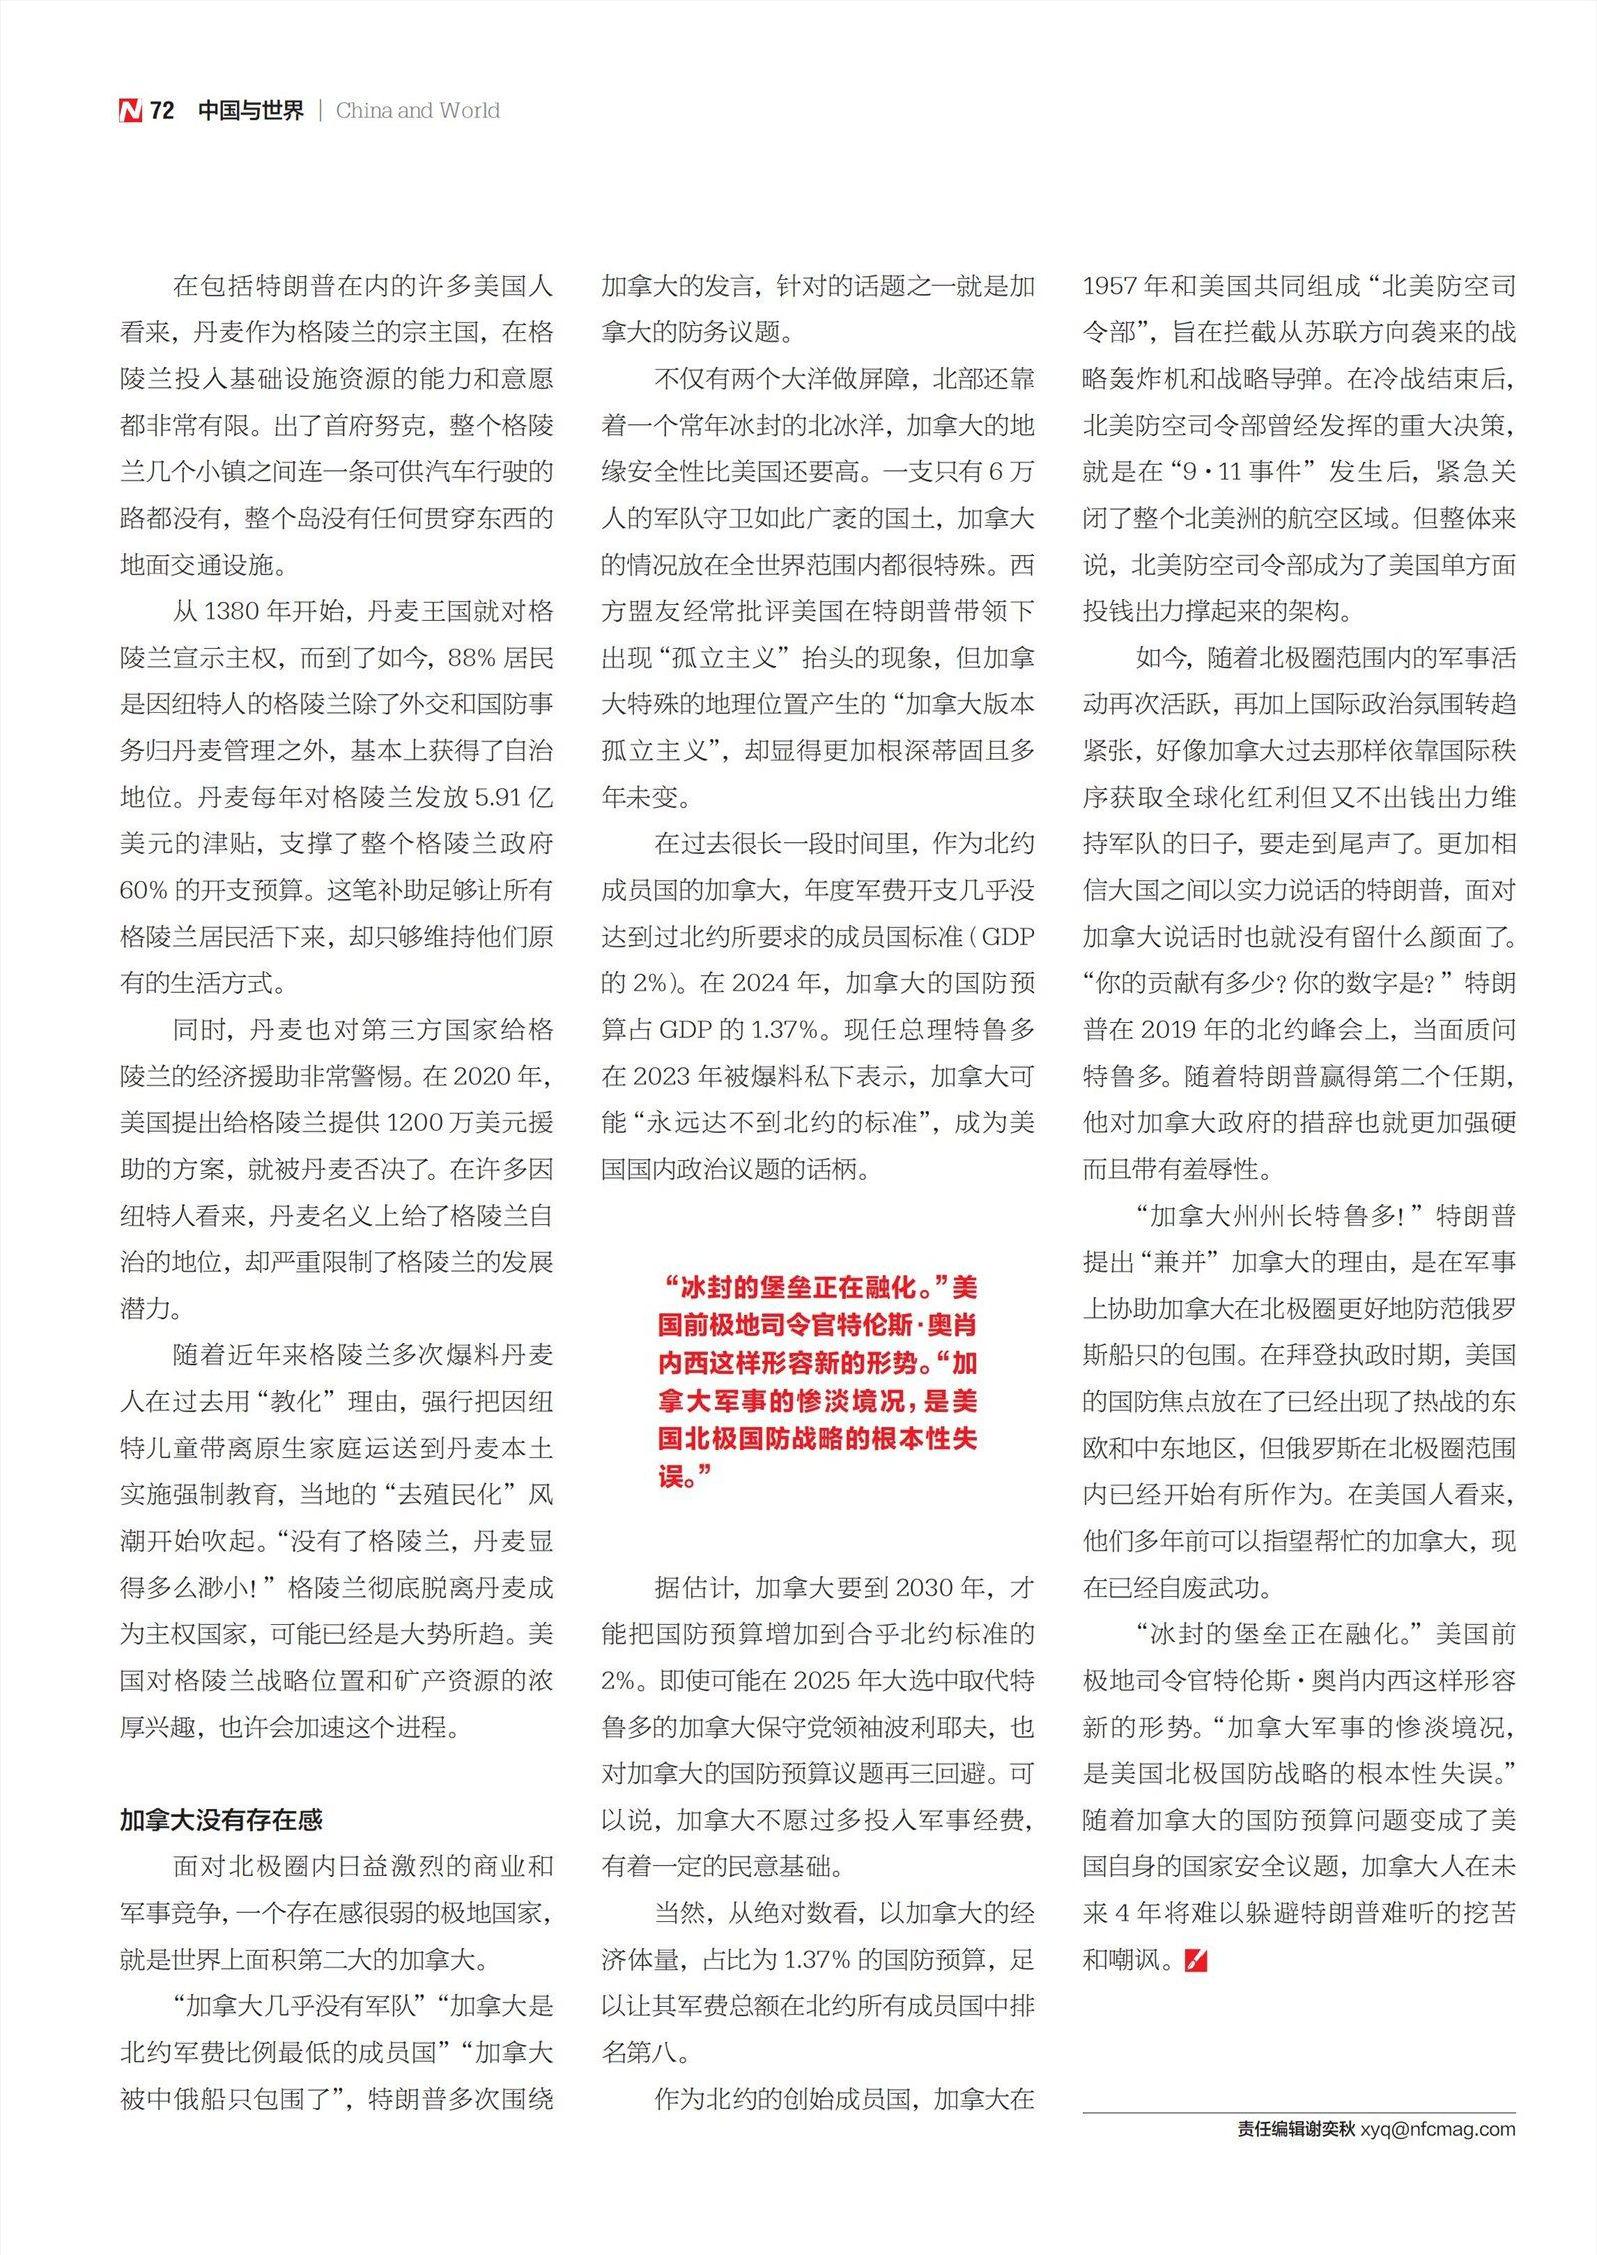 72 中国与世界 | China and World
在包括特朗普在内的许多美国人
看来，丹麦作为格陵兰的宗主国，在格
陵兰投入基础设施资源的能力和意愿
都非常有限。出了首府努克，整个格陵
兰几个小镇之间连一条可供汽车行驶的
路都没有，整个岛没有任何贯穿东西的
地面交通设施。
从 1380 年开始，丹麦王国就对格
陵兰宣示主权，而到了如今，88% 居民
是因纽特人的格陵兰除了外交和国防事
务归丹麦管理之外，基本上获得了自治
地位。丹麦每年对格陵兰发放 5.91 亿
美元的津贴，支撑了整个格陵兰政府
60% 的开支预算。这笔补助足够让所有
格陵兰居民活下来，却只够维持他们原
有的生活方式。
同时，丹麦也对第三方国家给格
陵兰的经济援助非常警惕。在 2020 年，
美国提出给格陵兰提供 1200 万美元援
助的方案，就被丹麦否决了。在许多因
纽特人看来，丹麦名义上给了格陵兰自
治的地位，却严重限制了格陵兰的发展
潜力。
随着近年来格陵兰多次爆料丹麦
人在过去用“教化”理由，强行把因纽
特儿童带离原生家庭运送到丹麦本土
实施强制教育，当地的“去殖民化”风
潮开始吹起。“没有了格陵兰，丹麦显
得多么渺小！”格陵兰彻底脱离丹麦成
为主权国家，可能已经是大势所趋。美
国对格陵兰战略位置和矿产资源的浓
厚兴趣，也许会加速这个进程。
加拿大没有存在感
面对北极圈内日益激烈的商业和
军事竞争，一个存在感很弱的极地国家，
就是世界上面积第二大的加拿大。
“加拿大几乎没有军队”“加拿大是
北约军费比例最低的成员国”“加拿大
被中俄船只包围了”，特朗普多次围绕
加拿大的发言，针对的话题之一就是加
拿大的防务议题。
不仅有两个大洋做屏障，北部还靠
着一个常年冰封的北冰洋，加拿大的地
缘安全性比美国还要高。一支只有 6 万
人的军队守卫如此广袤的国土，加拿大
的情况放在全世界范围内都很特殊。西
方盟友经常批评美国在特朗普带领下
出现“孤立主义”抬头的现象，但加拿
大特殊的地理位置产生的“加拿大版本
孤立主义”，却显得更加根深蒂固且多
年未变。
在过去很长一段时间里，作为北约
成员国的加拿大，年度军费开支几乎没
达到过北约所要求的成员国标准（GDP
的 2%）。在 2024 年，加拿大的国防预
算占 GDP 的 1.37%。现任总理特鲁多
在 2023 年被爆料私下表示，加拿大可
能“永远达不到北约的标准”，成为美
国国内政治议题的话柄。
“冰封的堡垒正在融化。”美
国前极地司令官特伦斯·奥肖
内西这样形容新的形势。“加
拿大军事的惨淡境况，是美
国北极国防战略的根本性失
误。”
据估计，加拿大要到 2030 年，才
能把国防预算增加到合乎北约标准的
2%。即使可能在 2025 年大选中取代特
鲁多的加拿大保守党领袖波利耶夫，也
对加拿大的国防预算议题再三回避。可
以说，加拿大不愿过多投入军事经费，
有着一定的民意基础。
当然，从绝对数看，以加拿大的经
济体量，占比为 1.37% 的国防预算，足
以让其军费总额在北约所有成员国中排
名第八。
作为北约的创始成员国，加拿大在
1957 年和美国共同组成“北美防空司
令部”，旨在拦截从苏联方向袭来的战
略轰炸机和战略导弹。在冷战结束后，
北美防空司令部曾经发挥的重大决策，
就是在“9·11 事件”发生后，紧急关
闭了整个北美洲的航空区域。但整体来
说，北美防空司令部成为了美国单方面
投钱出力撑起来的架构。
如今，随着北极圈范围内的军事活
动再次活跃，再加上国际政治氛围转趋
紧张，好像加拿大过去那样依靠国际秩
序获取全球化红利但又不出钱出力维
持军队的日子，要走到尾声了。更加相
信大国之间以实力说话的特朗普，面对
加拿大说话时也就没有留什么颜面了。
“你的贡献有多少？你的数字是？”特朗
普在 2019 年的北约峰会上，当面质问
特鲁多。随着特朗普赢得第二个任期，
他对加拿大政府的措辞也就更加强硬
而且带有羞辱性。
“加拿大州州长特鲁多！”特朗普
提出“兼并”加拿大的理由，是在军事
上协助加拿大在北极圈更好地防范俄罗
斯船只的包围。在拜登执政时期，美国
的国防焦点放在了已经出现了热战的东
欧和中东地区，但俄罗斯在北极圈范围
内已经开始有所作为。在美国人看来，
他们多年前可以指望帮忙的加拿大，现
在已经自废武功。
“冰封的堡垒正在融化。”美国前
极地司令官特伦斯·奥肖内西这样形容
新的形势。“加拿大军事的惨淡境况，
是美国北极国防战略的根本性失误。”
随着加拿大的国防预算问题变成了美
国自身的国家安全议题，加拿大人在未
来 4 年将难以躲避特朗普难听的挖苦
和嘲讽。
责任编辑谢奕秋 xyq@nfcmag.com